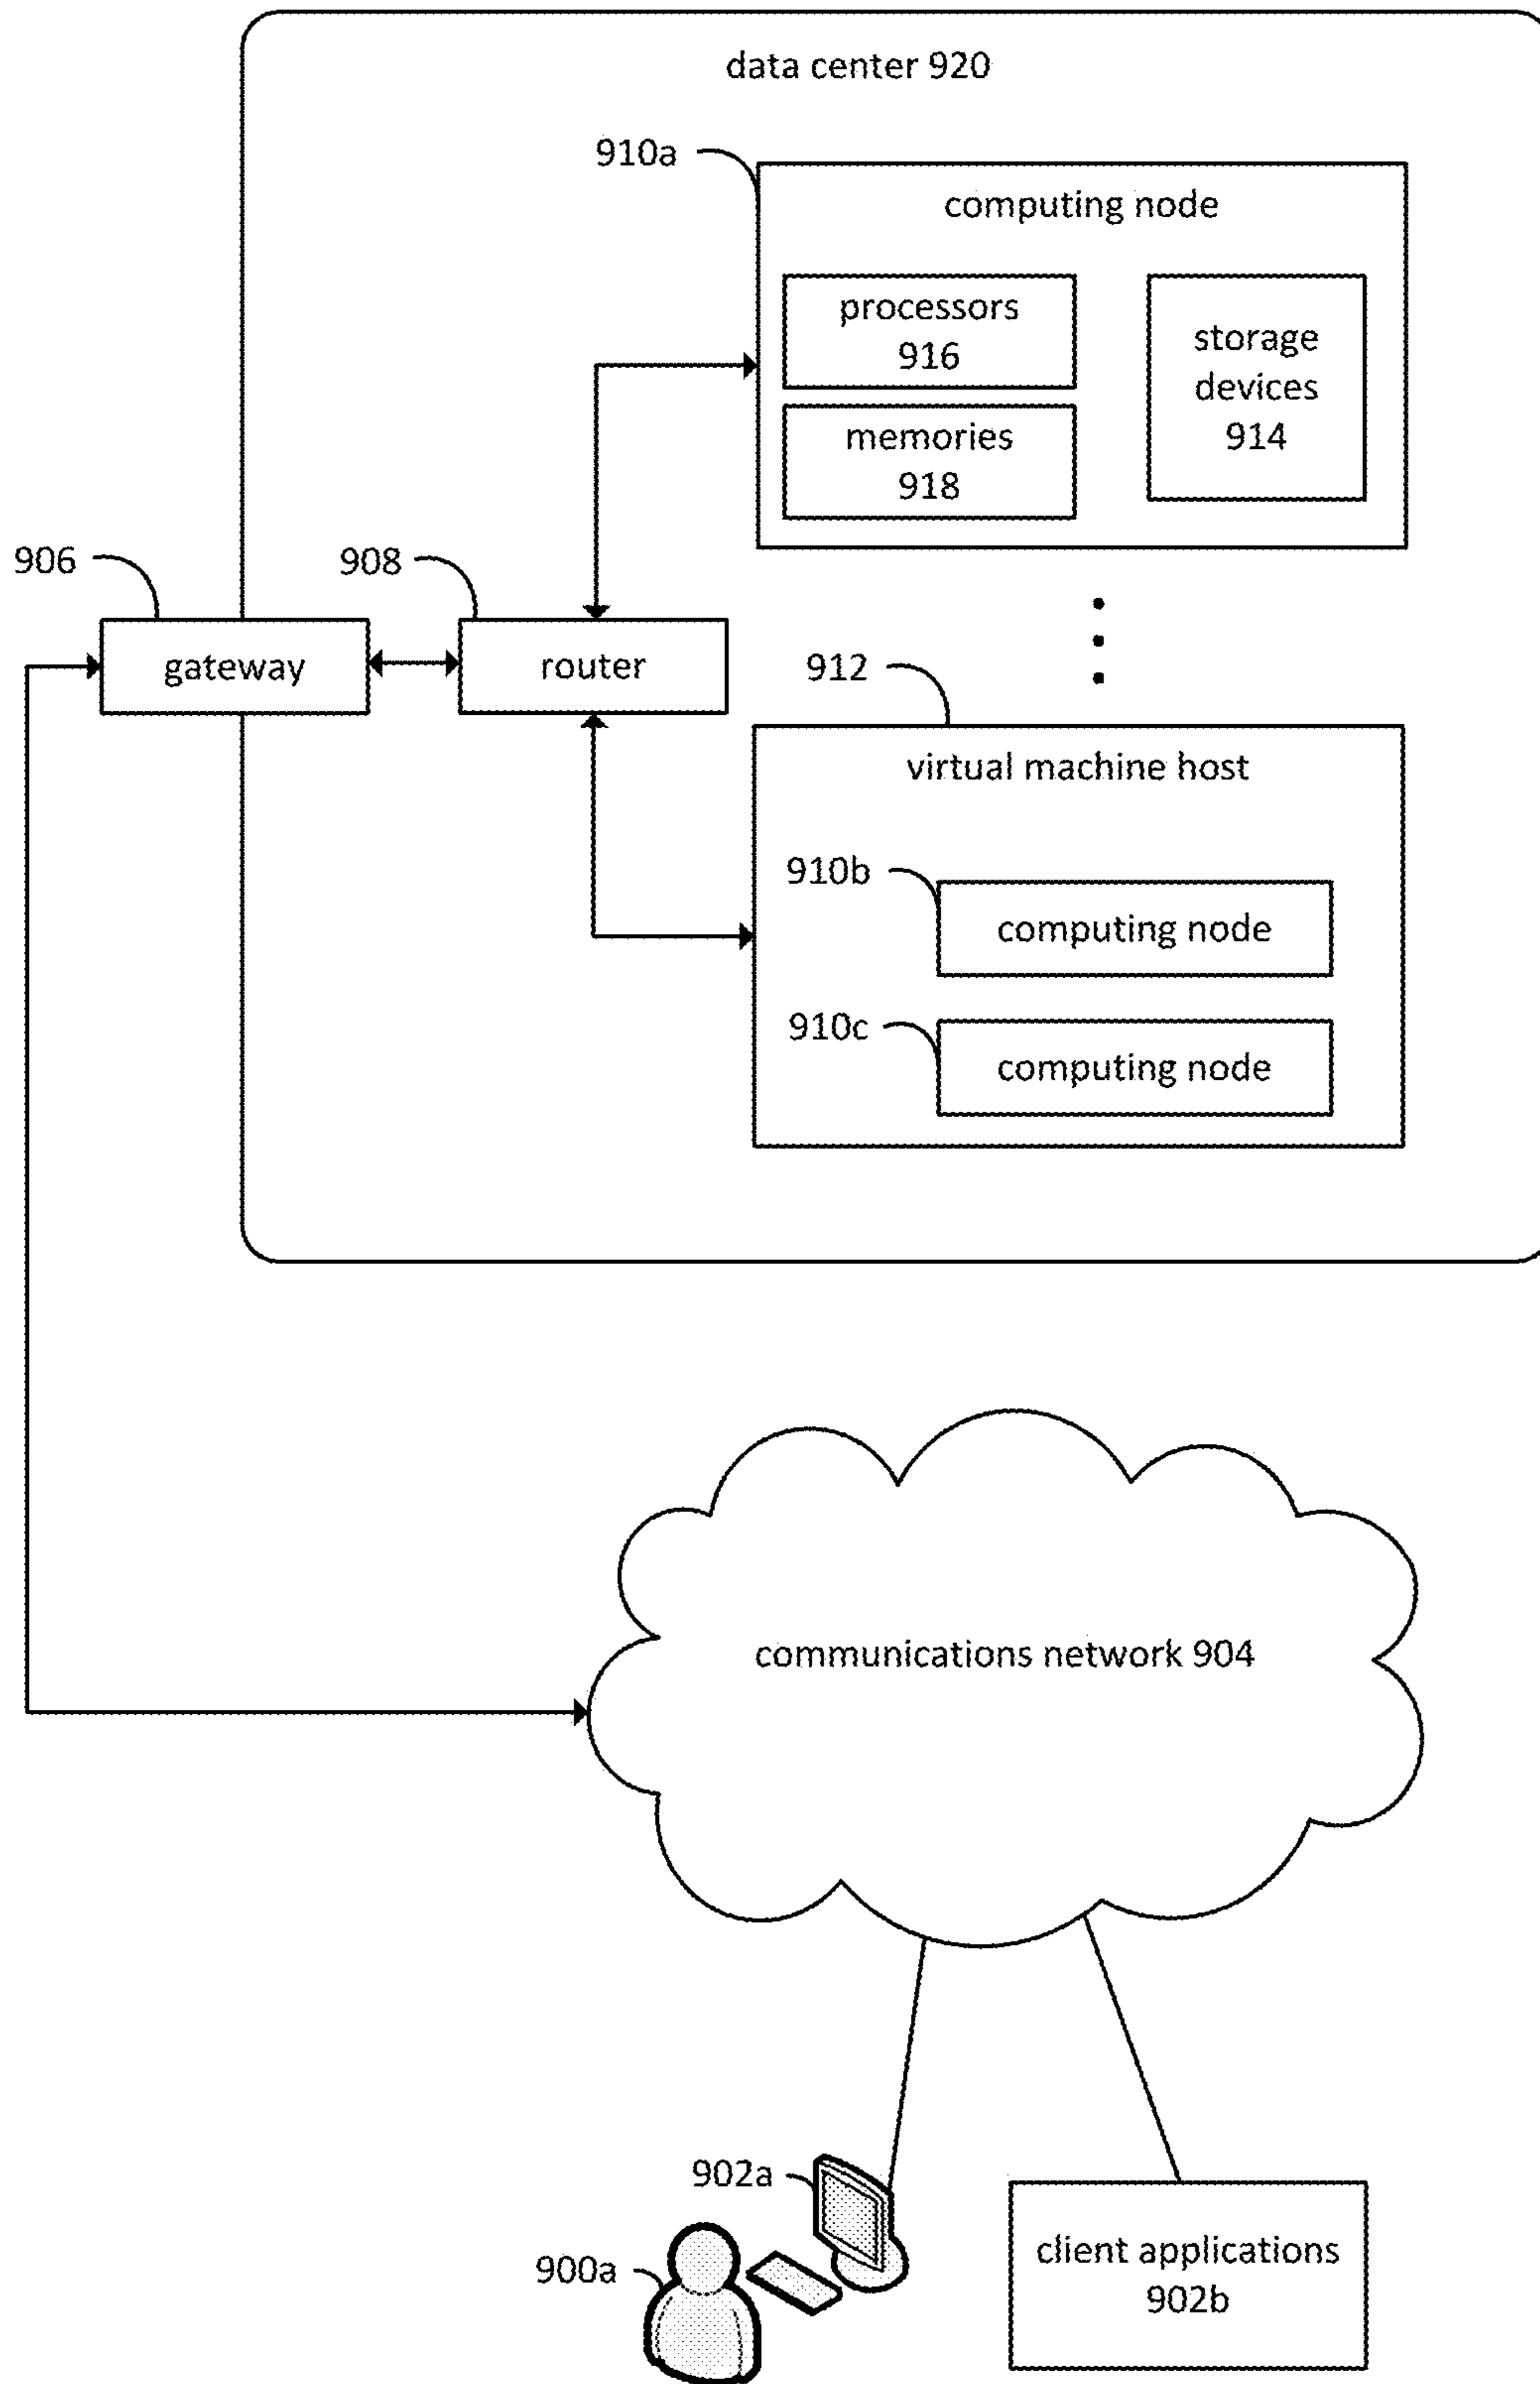 data center 920
910a
computing node
processors
916
storage
devices
914
memories
918
906
908
gateway
router
912
virtual machine host
910b
computing node
910c
computing node
communications network 904
902a
900a
client applications
902b